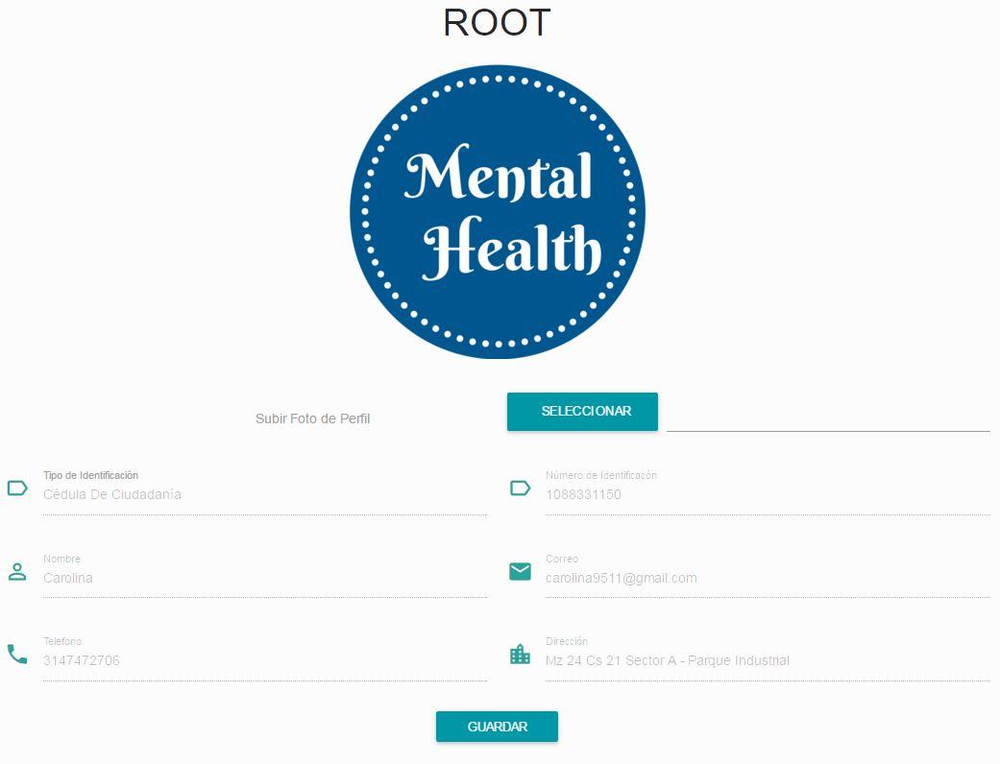 ROOT
Mental
Health
Subir Foto de Perfil
SELECCIONAR
Tipo de Identificación
Cédula De Ciudadanía
Número de Identificacón
1088331150
Nombre
Carolina
Correo
carolina9511@gmail.com
Telefono
3147472706
Dirección
Mz 24 Cs 21 Sector A - Parque Industrial
GUARDAR